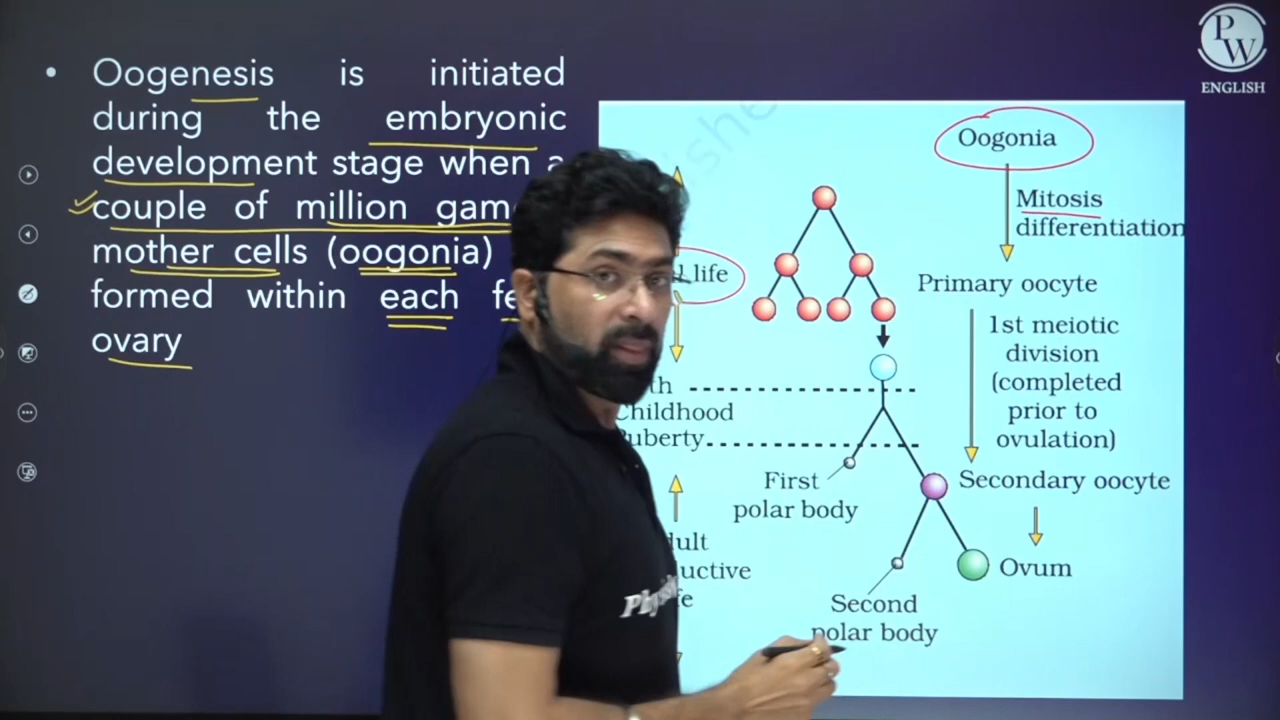 PW
ENGLISH
• Oogenesis is initiated
during the embryonic
development stage when a
couple of million
mother cells (oogonia)
formed within each
ovary
Oogonia
Mitosis
differentiation
life
Primary oocyte
1st meiotic
division
(completed
prior to
ovulation)
Childhood
Puberty
First
polar body
Secondary oocyte
Ovum
Second
polar body